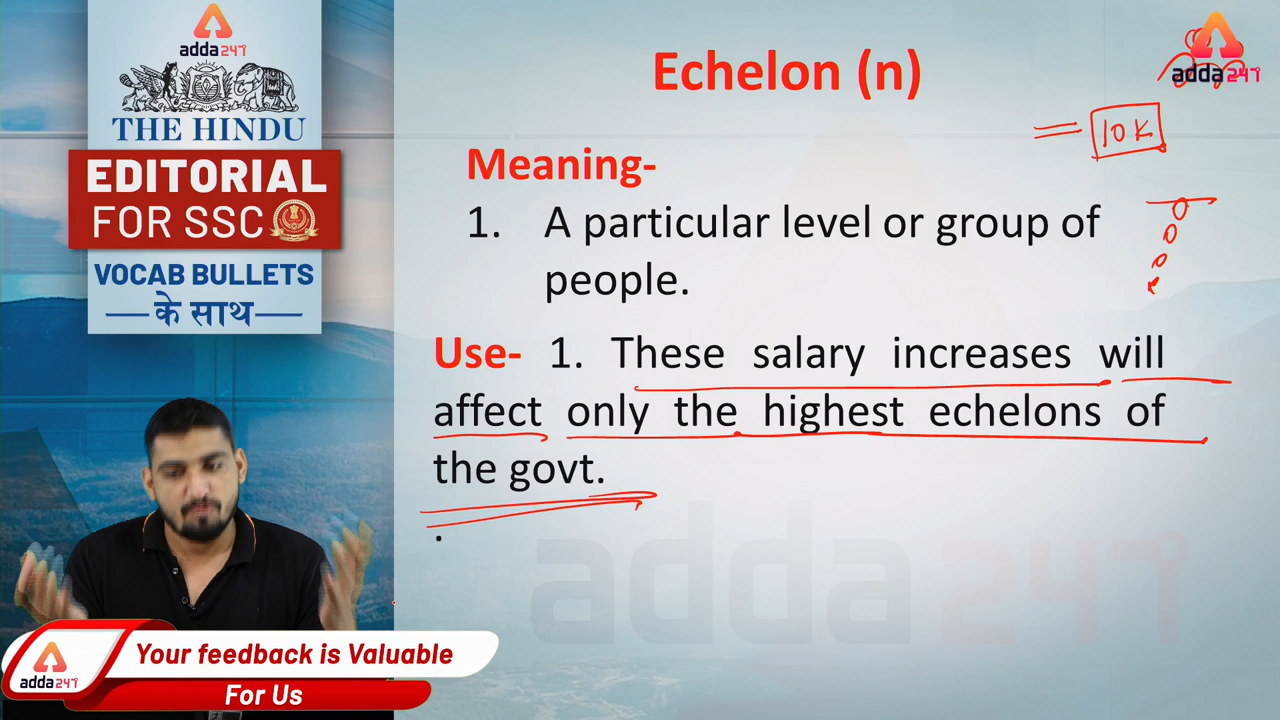 adda247
THE HINDU
EDITORIAL
FOR SSC
VOCAB BULLETS
के साथ
Echelon (n)
adda247
= 10K
Meaning-
1. A particular level or group of
people.
Use- 1. These salary increases will
affect only the highest echelons of
the govt.
.
adda247
Your feedback is Valuable
For Us
adda247